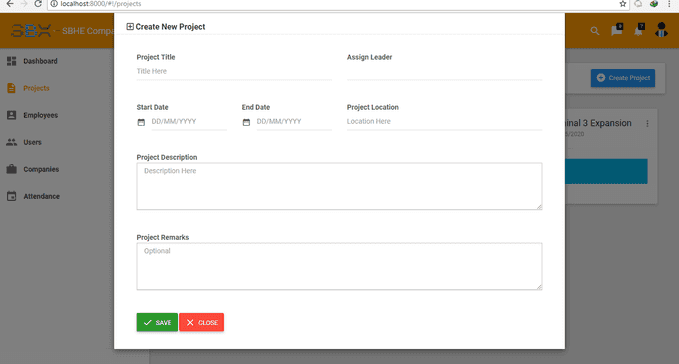 localhost:8000/#!/projects
SBX - SBHE Compa
Create New Project
Dashboard
Projects
Employees
Users
Companies
Attendance
Project Title
Title Here
Assign Leader
Start Date
DD/MM/YYYY
End Date
DD/MM/YYYY
Project Location
Location Here
Project Description
Description Here
Project Remarks
Optional
SAVE
CLOSE
Create Project
inal 3 Expansion
/2020